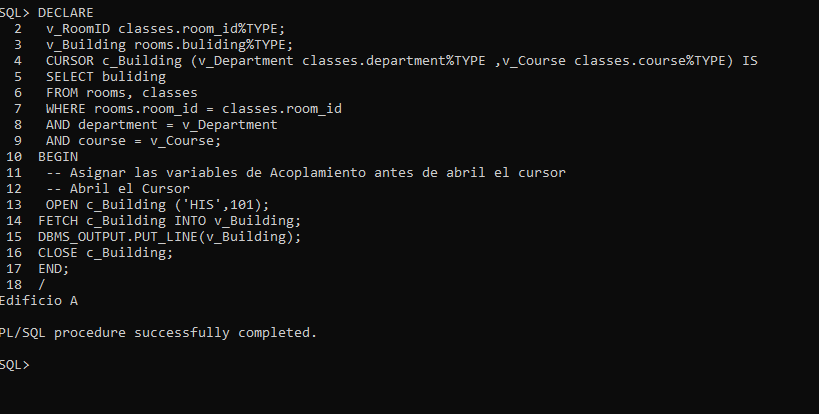 SQL> DECLARE
  2   v_RoomID classes.room_id%TYPE;
  3   v_Building rooms.buliding%TYPE;
  4   CURSOR c_Building (v_Department classes.department%TYPE ,v_Course classes.course%TYPE) IS
  5   SELECT buliding
  6   FROM rooms, classes
  7   WHERE rooms.room_id = classes.room_id
  8   AND department = v_Department
  9   AND course = v_Course;
 10  BEGIN
 11   -- Asignar las variables de Acoplamiento antes de abril el cursor
 12   -- Abril el Cursor
 13   OPEN c_Building ('HIS',101);
 14  FETCH c_Building INTO v_Building;
 15  DBMS_OUTPUT.PUT_LINE(v_Building);
 16  CLOSE c_Building;
 17  END;
 18  /
Edificio A
PL/SQL procedure successfully completed.
SQL>